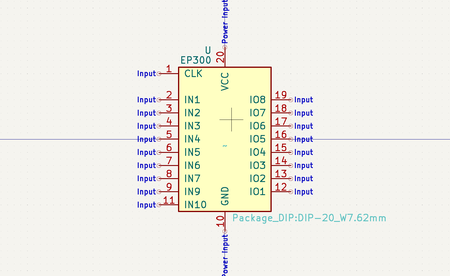 Power Input
U
20
EP300
Input 1 CLK
VCC
Input 2 IN1 IO8 19 Input
Input 3 IN2 IO7 18 Input
Input 4 IN3 IO6 17 Input
Input 5 IN4 IO5 16 Input
Input 6 IN5 IO4 15 Input
Input 7 IN6 IO3 14 Input
Input 8 IN7 IO2 13 Input
Input 9 IN9 IO1 12 Input
Input 11 IN10
GND
10
Package_DIP:DIP-20_W7.62mm
Power Input